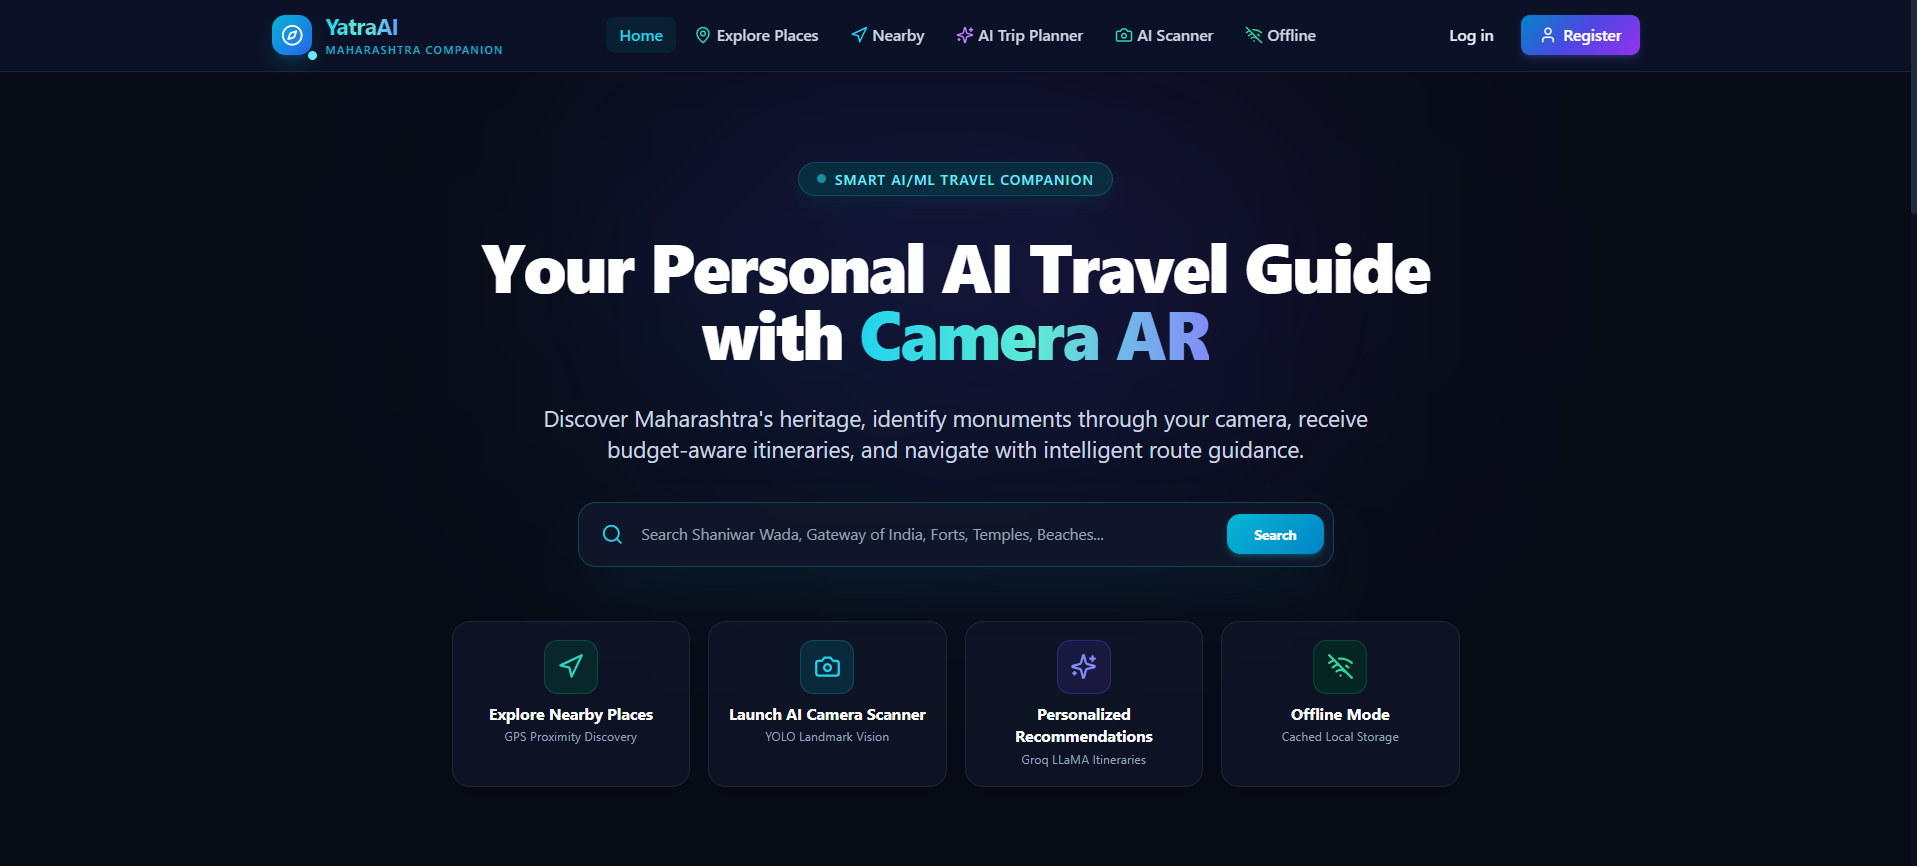 YatraAI
MAHARASHTRA COMPANION
Home
Explore Places
Nearby
AI Trip Planner
AI Scanner
Offline
Log in
Register
SMART AI/ML TRAVEL COMPANION
Your Personal AI Travel Guide
with Camera AR
Discover Maharashtra's heritage, identify monuments through your camera, receive
budget-aware itineraries, and navigate with intelligent route guidance.
Search Shaniwar Wada, Gateway of India, Forts, Temples, Beaches...
Search
Explore Nearby Places
GPS Proximity Discovery
Launch AI Camera Scanner
YOLO Landmark Vision
Personalized
Recommendations
Groq LLaMA Itineraries
Offline Mode
Cached Local Storage